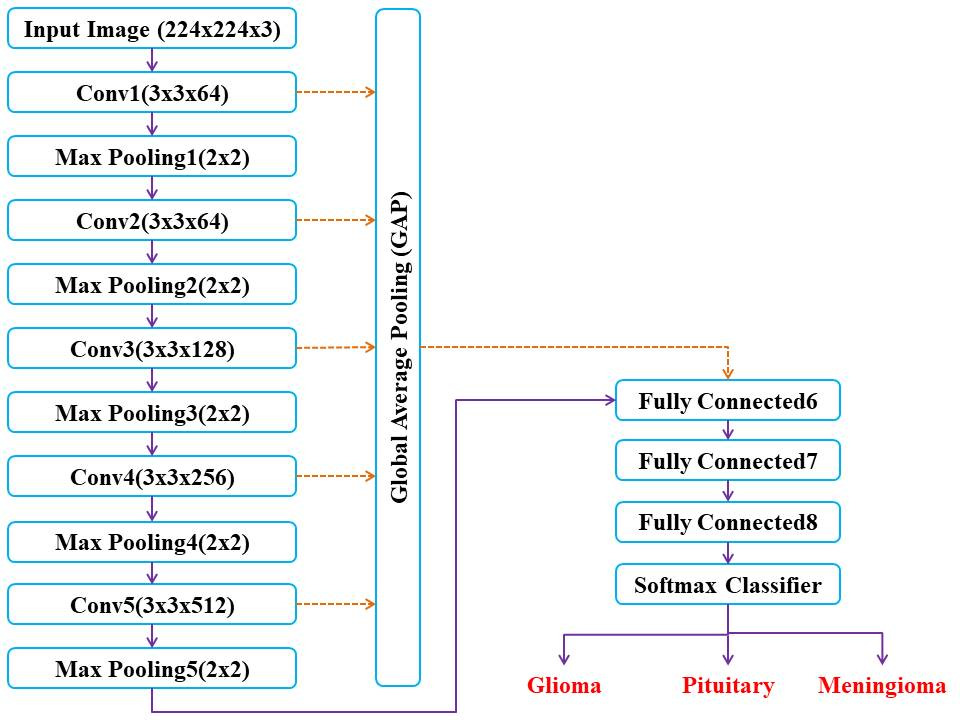 Input Image (224x224x3)
Conv1(3x3x64)
Max Pooling1(2x2)
Conv2(3x3x64)
Max Pooling2(2x2)
Conv3(3x3x128)
Max Pooling3(2x2)
Conv4(3x3x256)
Max Pooling4(2x2)
Conv5(3x3x512)
Max Pooling5(2x2)
Global Average Pooling (GAP)
Fully Connected6
Fully Connected7
Fully Connected8
Softmax Classifier
Glioma
Pituitary
Meningioma